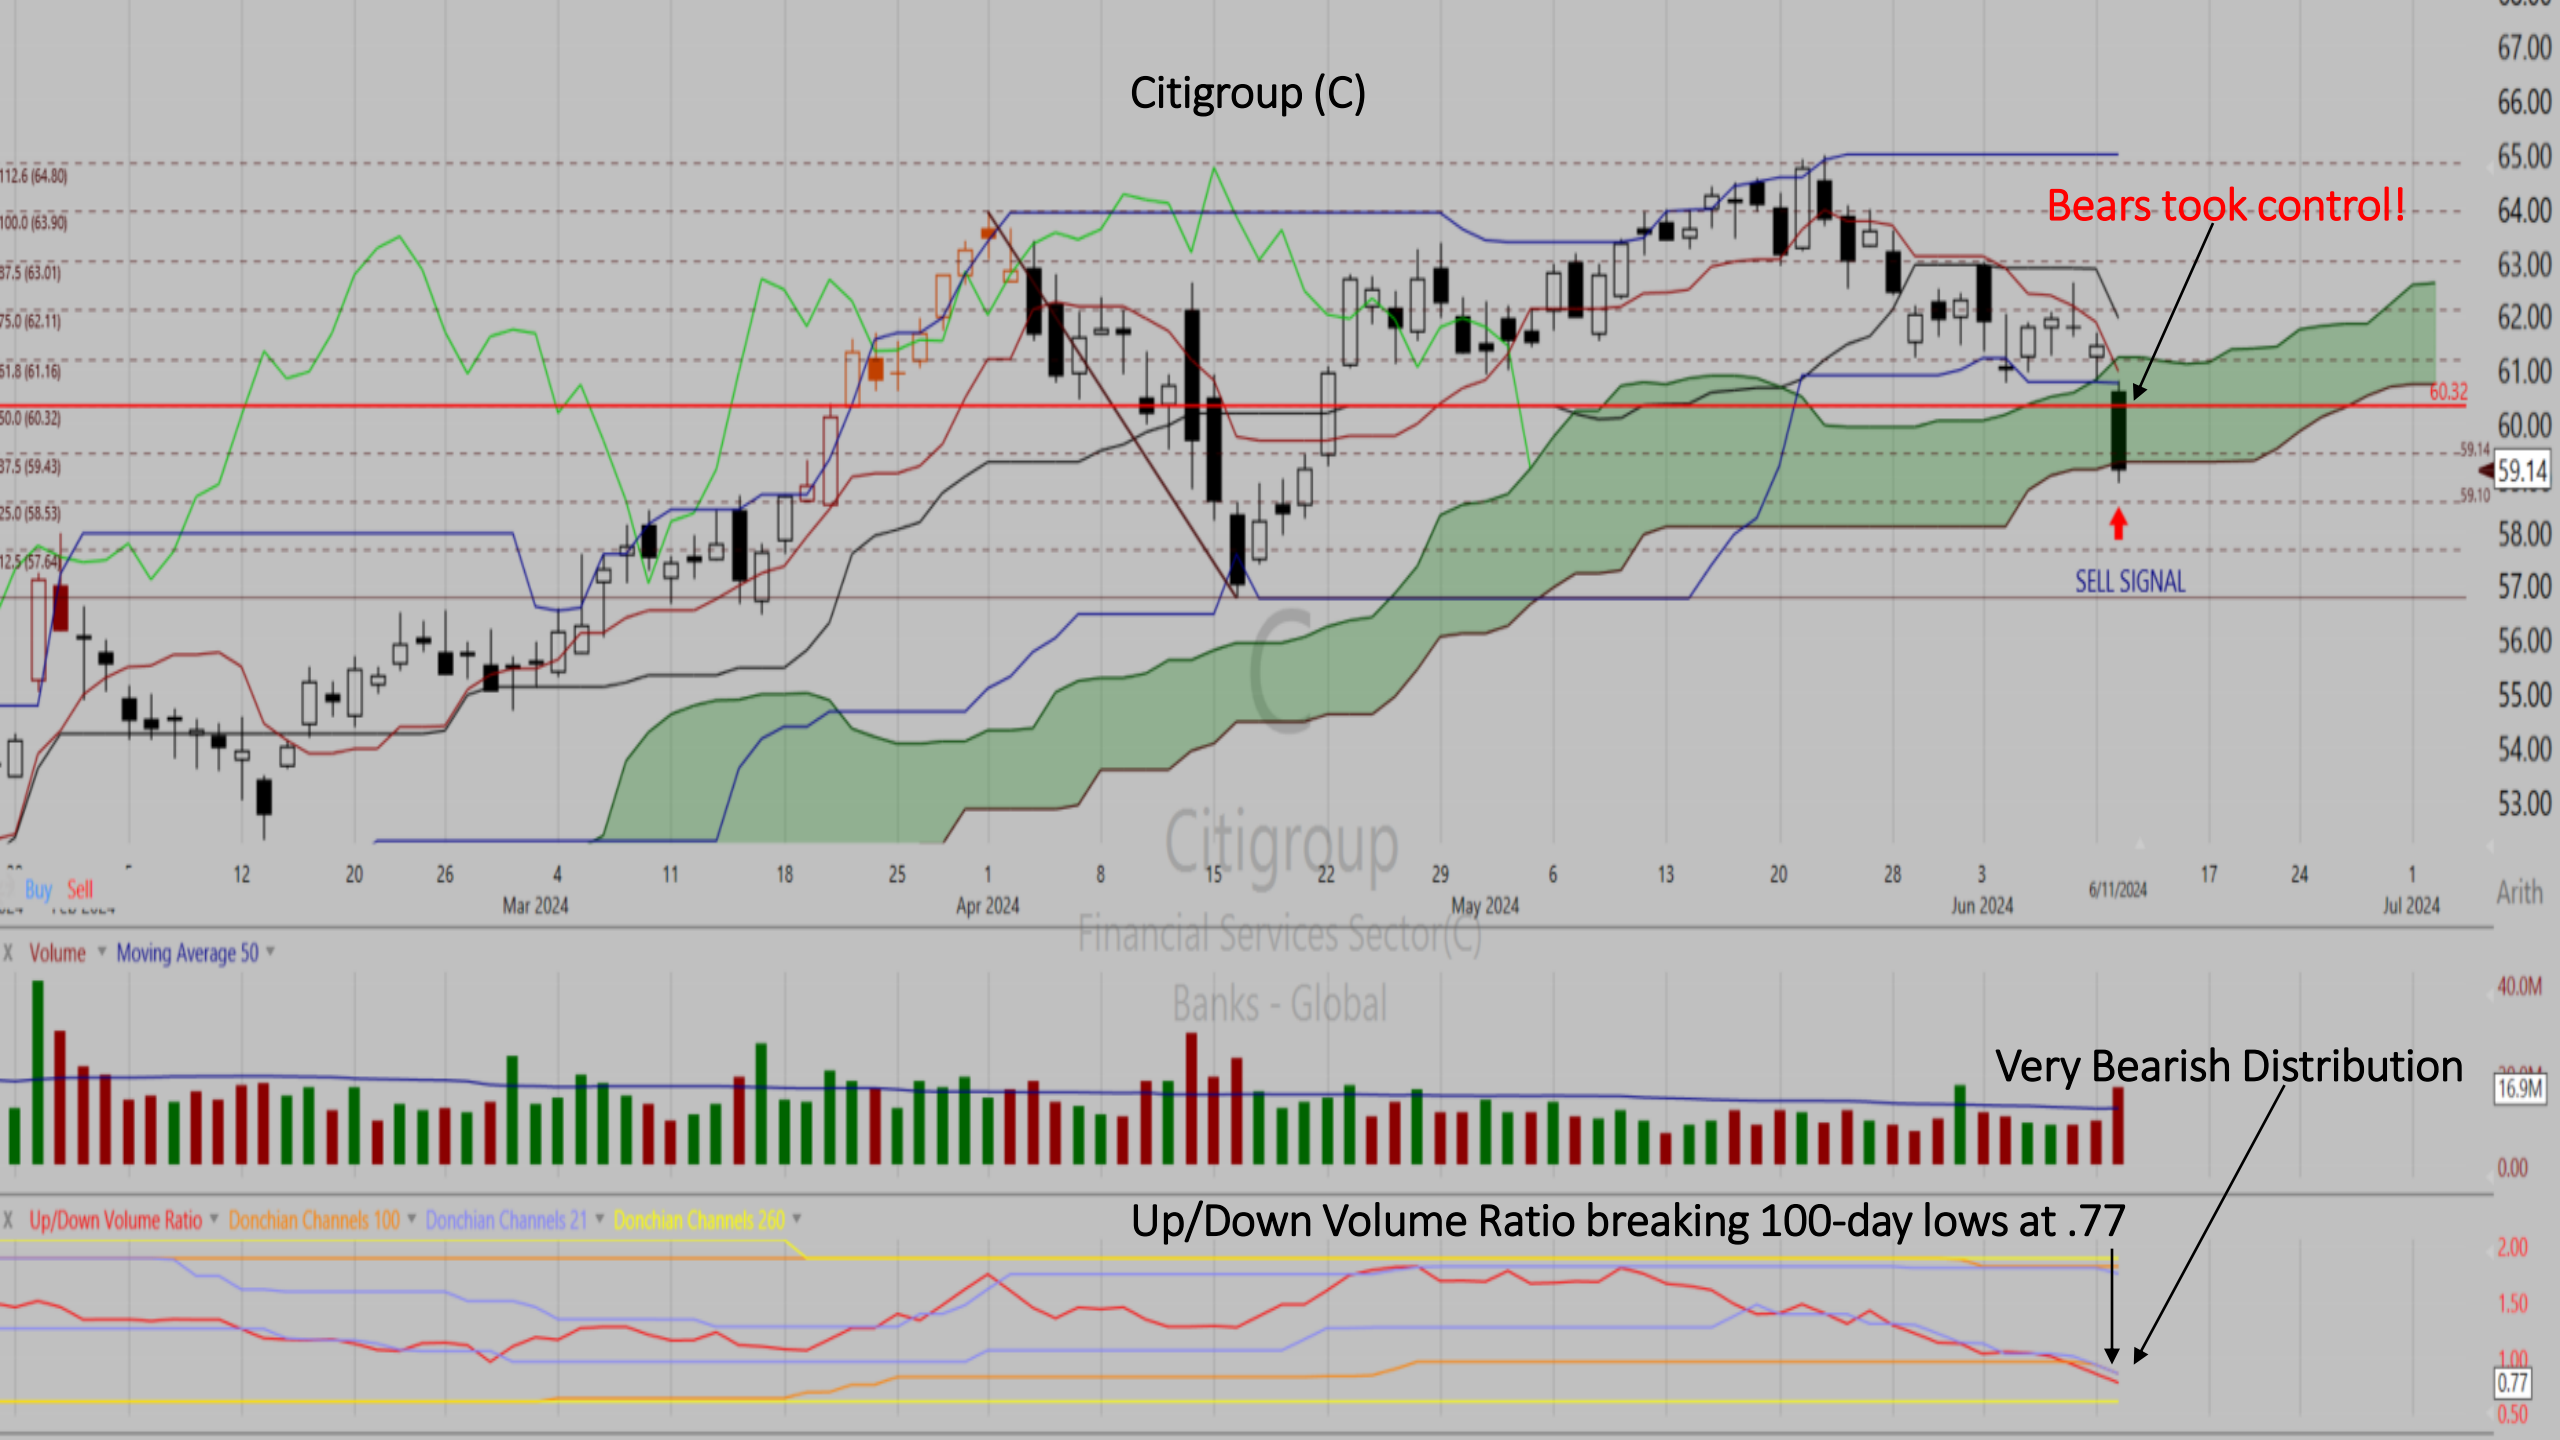 Citigroup (C)
67.00
66.00
65.00
64.00
63.00
62.00
61.00
60.00
58.00
57.00
56.00
55.00
54.00
53.00
112.6 (64.80)
100.0 (63.90)
87.5 (63.01)
75.0 (62.11)
61.8 (61.16)
50.0 (60.32)
37.5 (59.43)
25.0 (58.53)
12.5 (57.64)
Bears took control!
60.32
59.14
59.14
59.10
SELL SIGNAL
C
Citigroup
Financial Services Sector(C)
Banks - Global
12 20 26 4 11 18 25 1 8 15 22 29 6 13 20 28 3 6/11/2024 17 24 1
Mar 2024 Apr 2024 May 2024 Jun 2024 Jul 2024
Arith
Buy Sell
X Volume Moving Average 50
40.0M
Very Bearish Distribution
16.9M
0.00
X Up/Down Volume Ratio Donchian Channels 100 Donchian Channels 21 Donchian Channels 260
Up/Down Volume Ratio breaking 100-day lows at .77
2.00
1.50
1.00
0.77
0.50